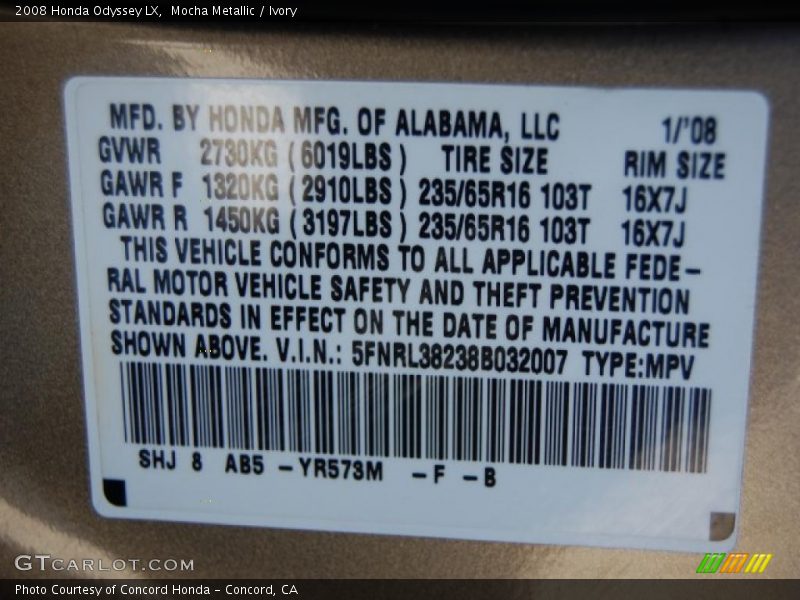 2008 Honda Odyssey LX, Mocha Metallic / Ivory
MFD. BY HONDA MFG. OF ALABAMA, LLC 1/'08
GVWR 2730KG (6019LBS) TIRE SIZE RIM SIZE
GAWR F 1320KG (2910LBS) 235/65R16 103T 16X7J
GAWR R 1450KG (3197LBS) 235/65R16 103T 16X7J
THIS VEHICLE CONFORMS TO ALL APPLICABLE FEDE-
RAL MOTOR VEHICLE SAFETY AND THEFT PREVENTION
STANDARDS IN EFFECT ON THE DATE OF MANUFACTURE
SHOWN ABOVE. V.I.N.: 5FNRL38238B032007 TYPE:MPV
SHJ 8 AB5 -YR573M -F -B
GTCARLOT.COM
Photo Courtesy of Concord Honda - Concord, CA